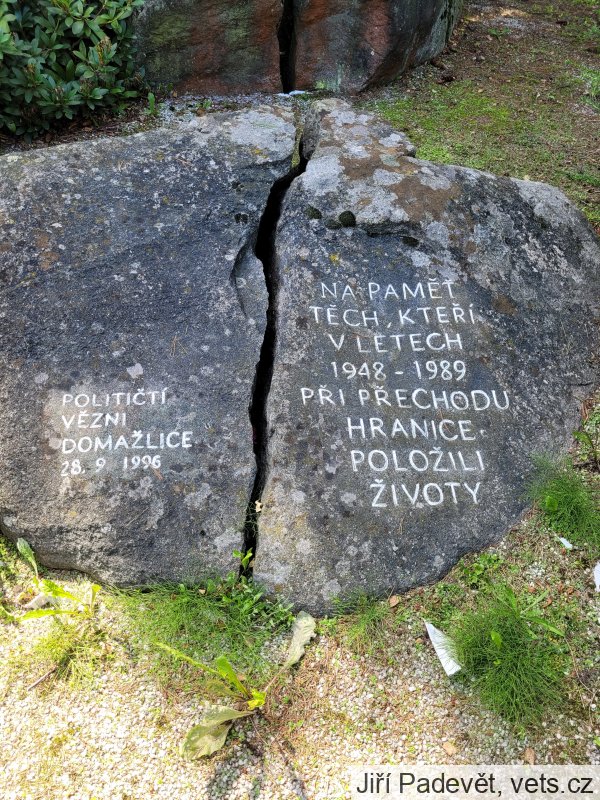 POLITIČTÍ
VĚZNI
DOMAŽLICE
28. 9 1996
NA PAMĚŤ
TĚCH, KTEŘÍ
V LETECH
1948 - 1989
PŘI PŘECHODU
HRANICE
POLOŽILI
ŽIVOTY
Jiří Padevět, vets.cz